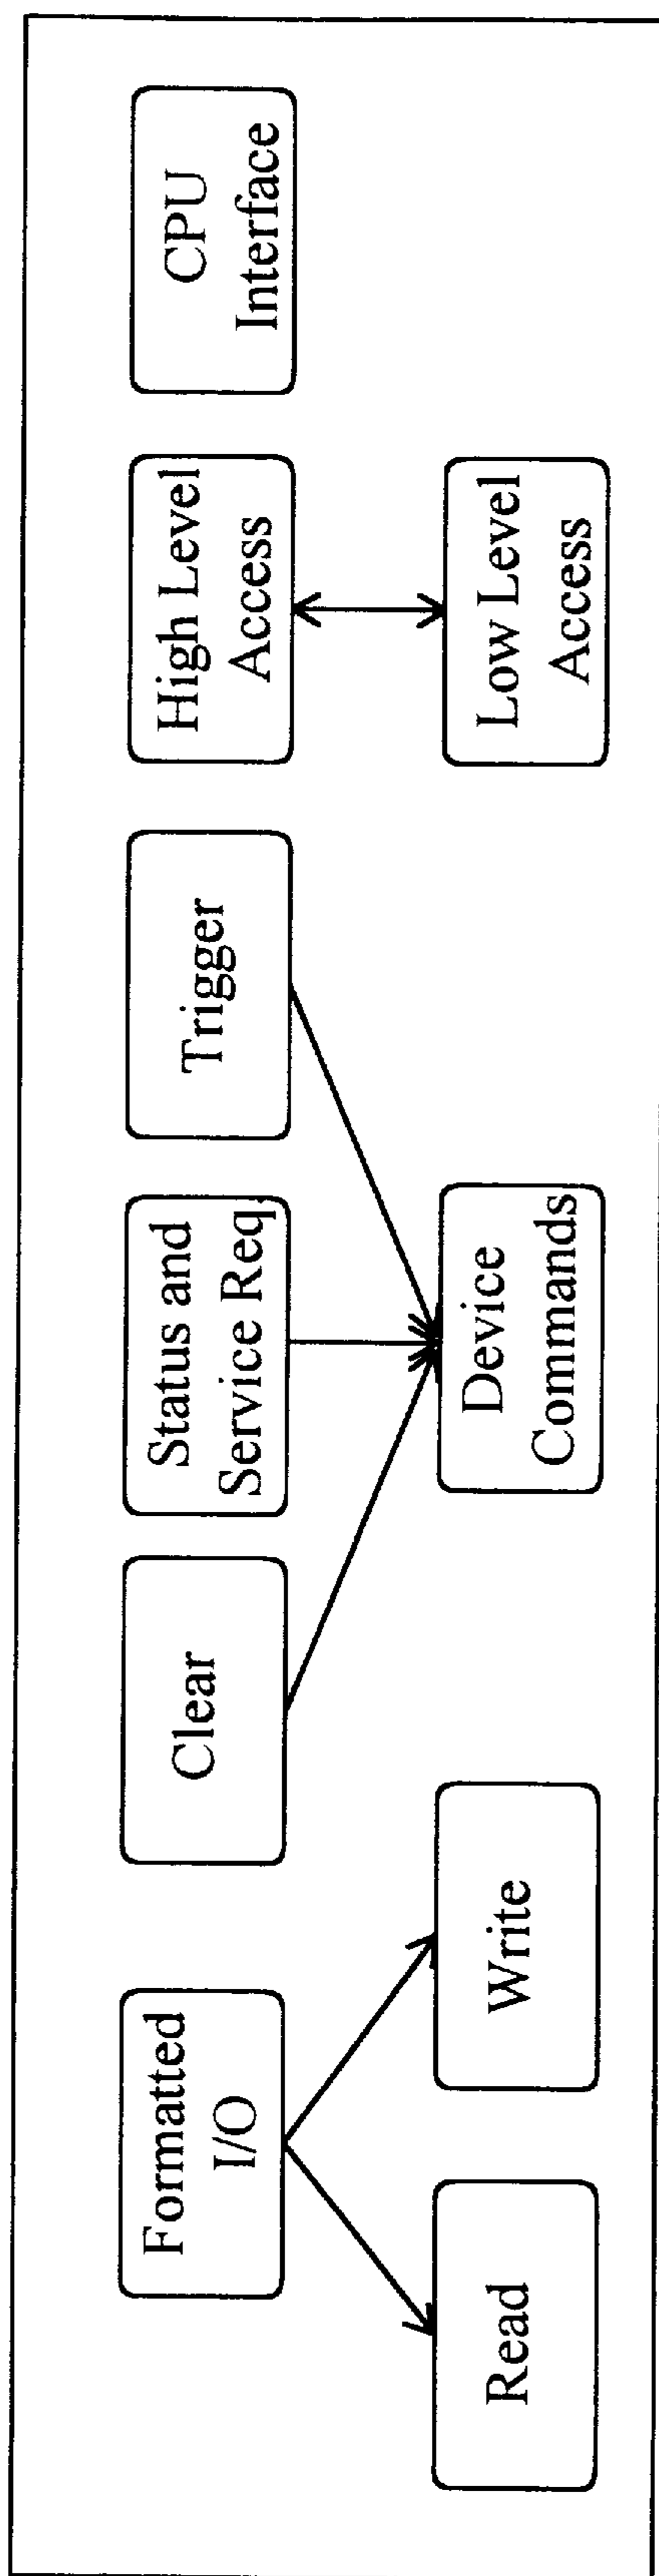 Formatted
I/O
Clear
Status and
Service Req.
Trigger
High Level
Access
CPU
Interface
Read
Write
Device
Commands
Low Level
Access